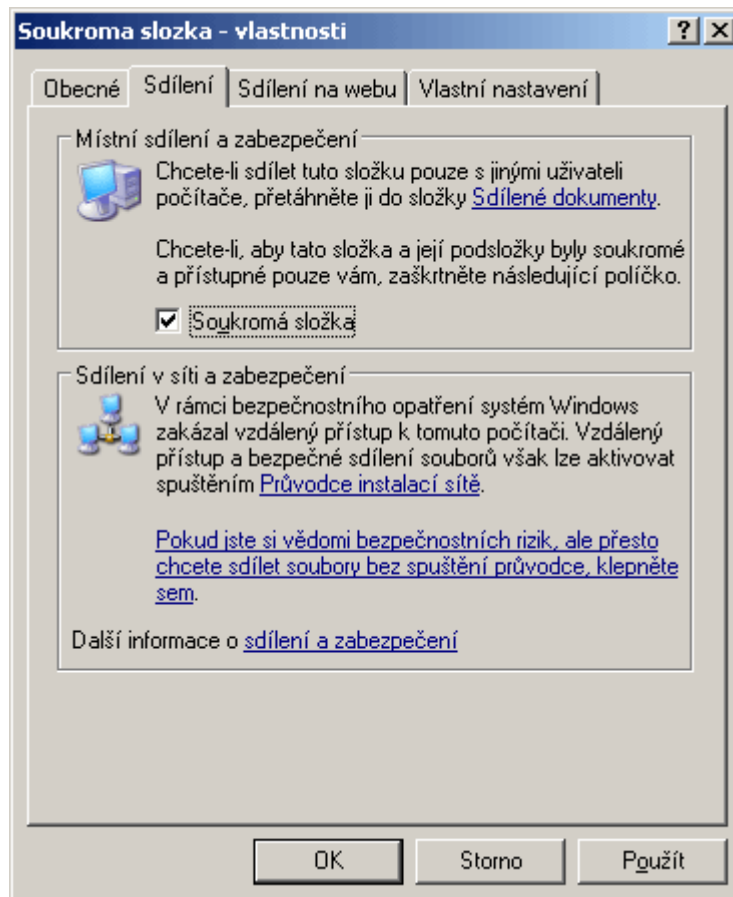 Soukroma slozka - vlastnosti
Obecné
Sdílení
Sdílení na webu
Vlastní nastavení
Místní sdílení a zabezpečení
Chcete-li sdílet tuto složku pouze s jinými uživateli
počítače, přetáhněte ji do složky Sdílené dokumenty.
Chcete-li, aby tato složka a její podsložky byly soukromé
a přístupné pouze vám, zaškrtněte následující políčko.
Soukromá složka
Sdílení v síti a zabezpečení
V rámci bezpečnostního opatření systém Windows
zakázal vzdálený přístup k tomuto počítači. Vzdálený
přístup a bezpečné sdílení souborů však lze aktivovat
spuštěním Průvodce instalací sítě.
Pokud jste si vědomi bezpečnostních rizik, ale přesto
chcete sdílet soubory bez spuštění průvodce, klepněte
sem.
Další informace o sdílení a zabezpečení
OK
Storno
Použít